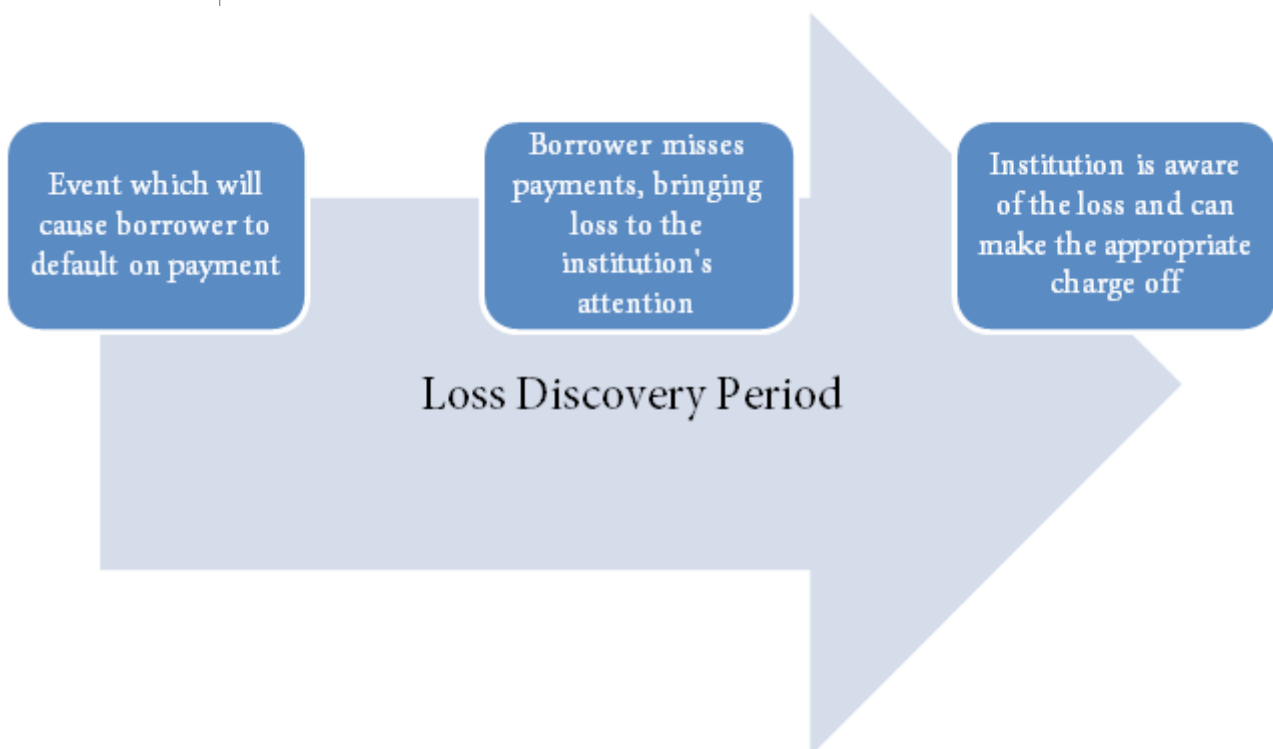 Event which will
cause borrower to
default on payment
Borrower misses
payments, bringing
loss to the
institution's
attention
Institution is aware
of the loss and can
make the appropriate
charge off
Loss Discovery Period